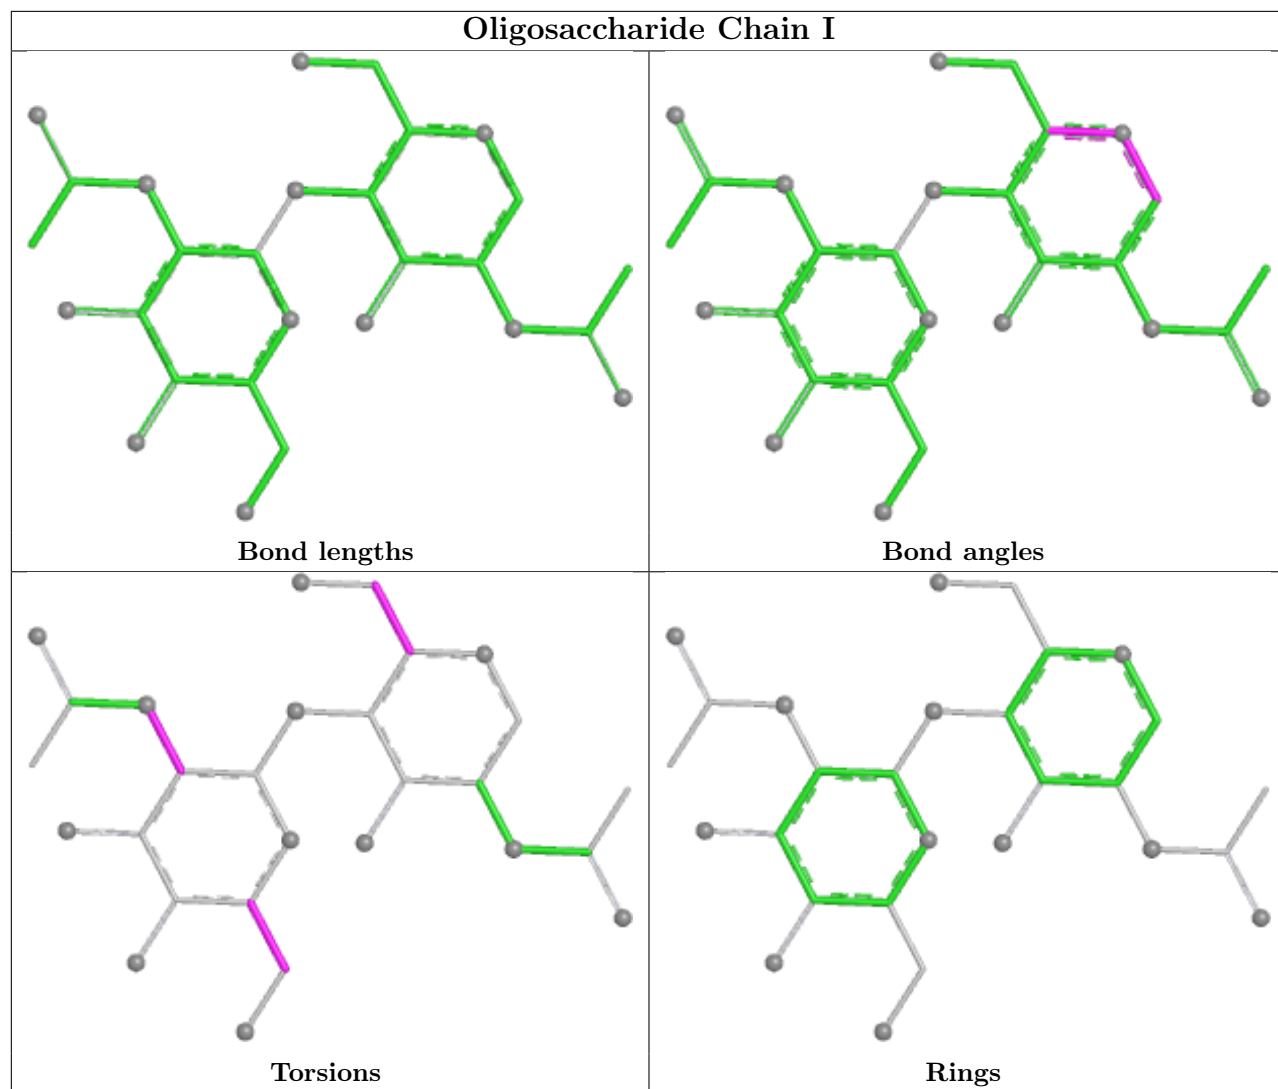 Oligosaccharide Chain I
Bond lengths
Bond angles
Torsions
Rings